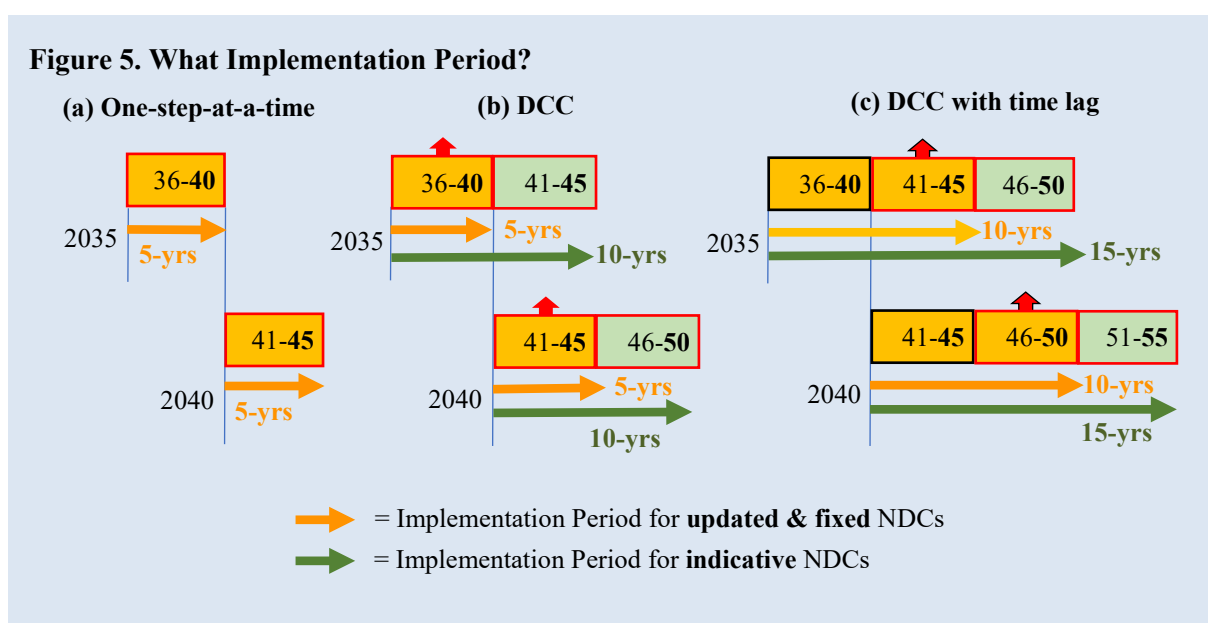 Figure 5. What Implementation Period?
(a) One-step-at-a-time
(b) DCC
(c) DCC with time lag
36-40
2035
5-yrs
41-45
2040
5-yrs
36-40
41-45
2035
5-yrs
10-yrs
41-45
46-50
2040
5-yrs
10-yrs
36-40
41-45
46-50
2035
10-yrs
15-yrs
41-45
46-50
51-55
2040
10-yrs
15-yrs
= Implementation Period for updated & fixed NDCs
= Implementation Period for indicative NDCs